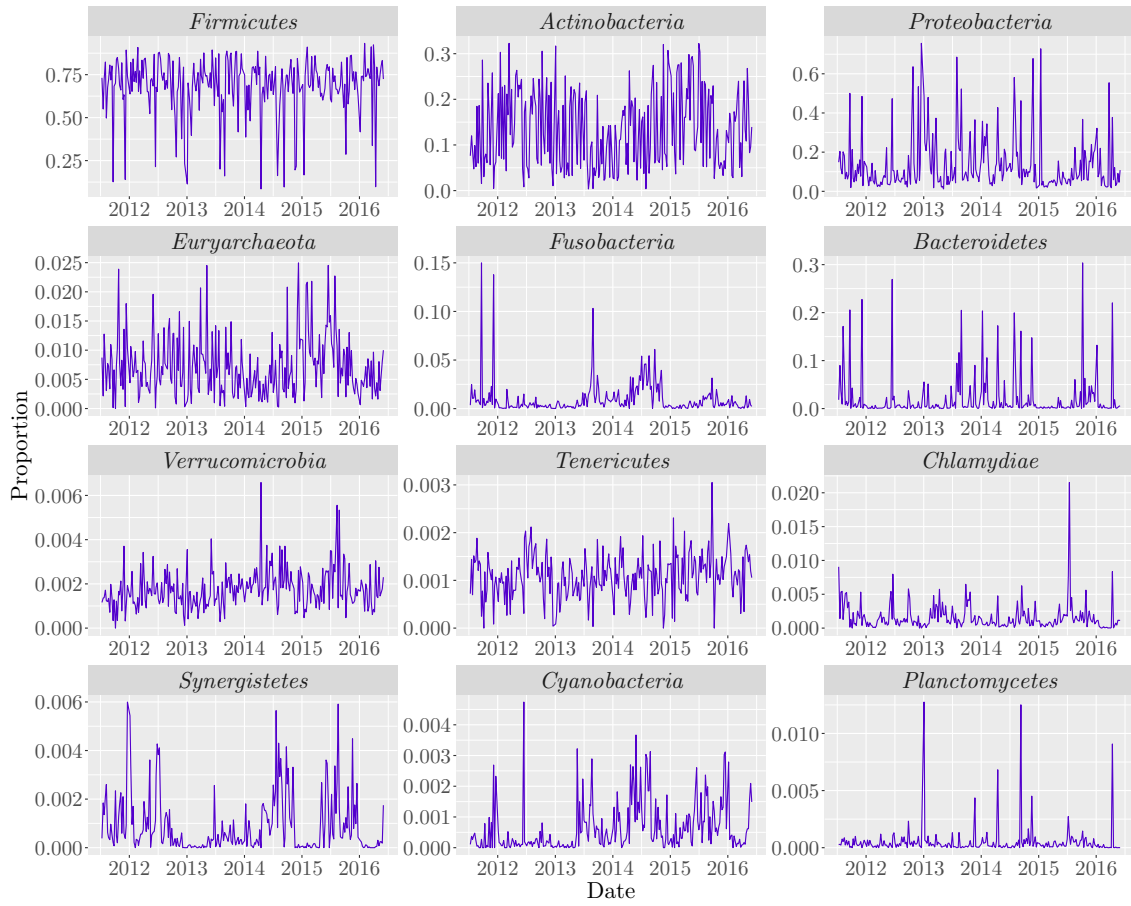 Firmicutes
Actinobacteria
Proteobacteria
0.75
0.50
0.25
0.3
0.2
0.1
0.0
0.6
0.4
0.2
0.0
2012 2013 2014 2015 2016
2012 2013 2014 2015 2016
2012 2013 2014 2015 2016
Euryarchaeota
Fusobacteria
Bacteroidetes
0.025
0.020
0.015
0.010
0.005
0.000
0.15
0.10
0.05
0.00
0.3
0.2
0.1
0.0
2012 2013 2014 2015 2016
2012 2013 2014 2015 2016
2012 2013 2014 2015 2016
Proportion
Verrucomicrobia
Tenericutes
Chlamydiae
0.006
0.004
0.002
0.000
0.003
0.002
0.001
0.000
0.020
0.015
0.010
0.005
0.000
2012 2013 2014 2015 2016
2012 2013 2014 2015 2016
2012 2013 2014 2015 2016
Synergistetes
Cyanobacteria
Planctomycetes
0.006
0.004
0.002
0.000
0.004
0.003
0.002
0.001
0.000
0.010
0.005
0.000
2012 2013 2014 2015 2016
2012 2013 2014 2015 2016
2012 2013 2014 2015 2016
Date